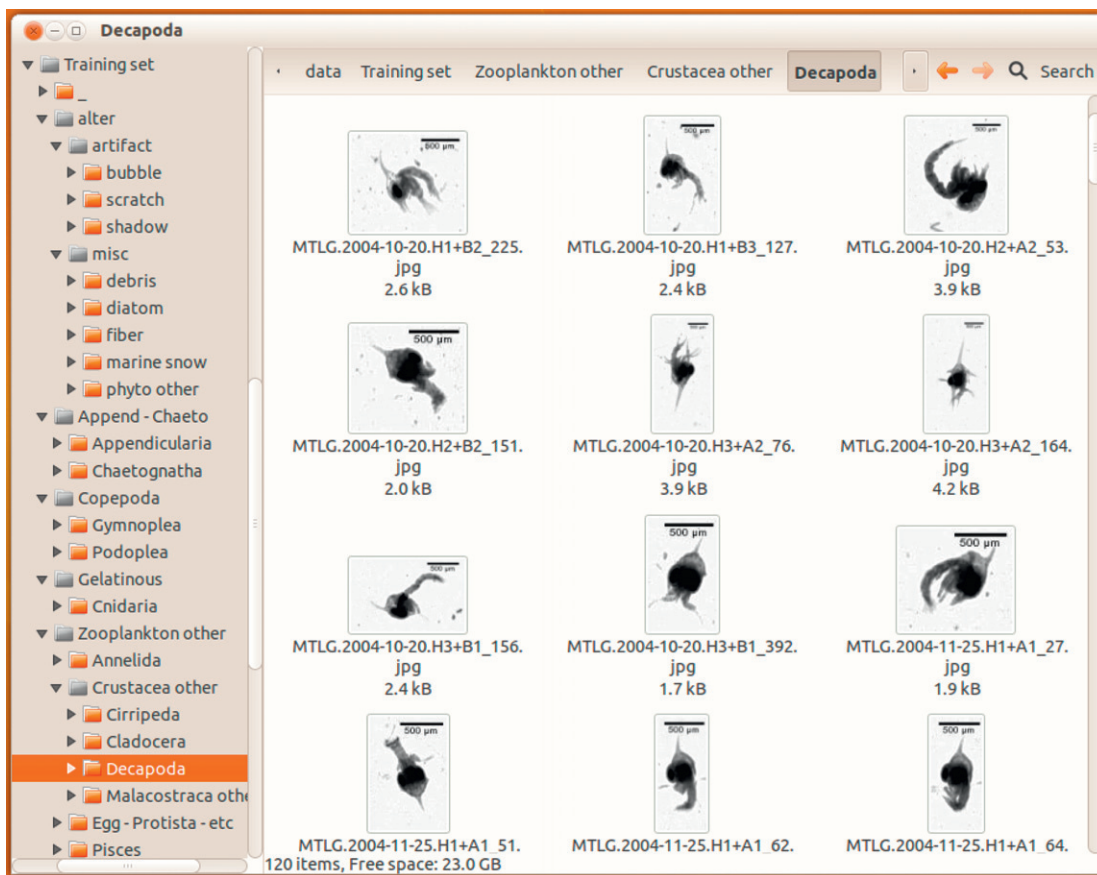 Decapoda
Training set
_
alter
artifact
bubble
scratch
shadow
misc
debris
diatom
fiber
marine snow
phyto other
Append - Chaeto
Appendicularia
Chaetognatha
Copepoda
Gymnoplea
Podoplea
Gelatinous
Cnidaria
Zooplankton other
Annelida
Crustacea other
Cirripeda
Cladocera
Decapoda
Malacostraca othe
Egg - Protista - etc
Pisces
data Training set Zooplankton other Crustacea other Decapoda Search
500 µm 500 µm 500 µm
MTLG.2004-10-20.H1+B2_225. MTLG.2004-10-20.H1+B3_127. MTLG.2004-10-20.H2+A2_53.
jpg jpg jpg
2.6 kB 2.4 kB 3.9 kB
500 µm 500 µm 500 µm
MTLG.2004-10-20.H2+B2_151. MTLG.2004-10-20.H3+A2_76. MTLG.2004-10-20.H3+A2_164.
jpg jpg jpg
2.0 kB 3.9 kB 4.2 kB
500 µm 500 µm 500 µm
MTLG.2004-10-20.H3+B1_156. MTLG.2004-10-20.H3+B1_392. MTLG.2004-11-25.H1+A1_27.
jpg jpg jpg
2.4 kB 1.7 kB 1.9 kB
500 µm 500 µm 500 µm
MTLG.2004-11-25.H1+A1_51. MTLG.2004-11-25.H1+A1_62. MTLG.2004-11-25.H1+A1_64.
120 items, Free space: 23.0 GB